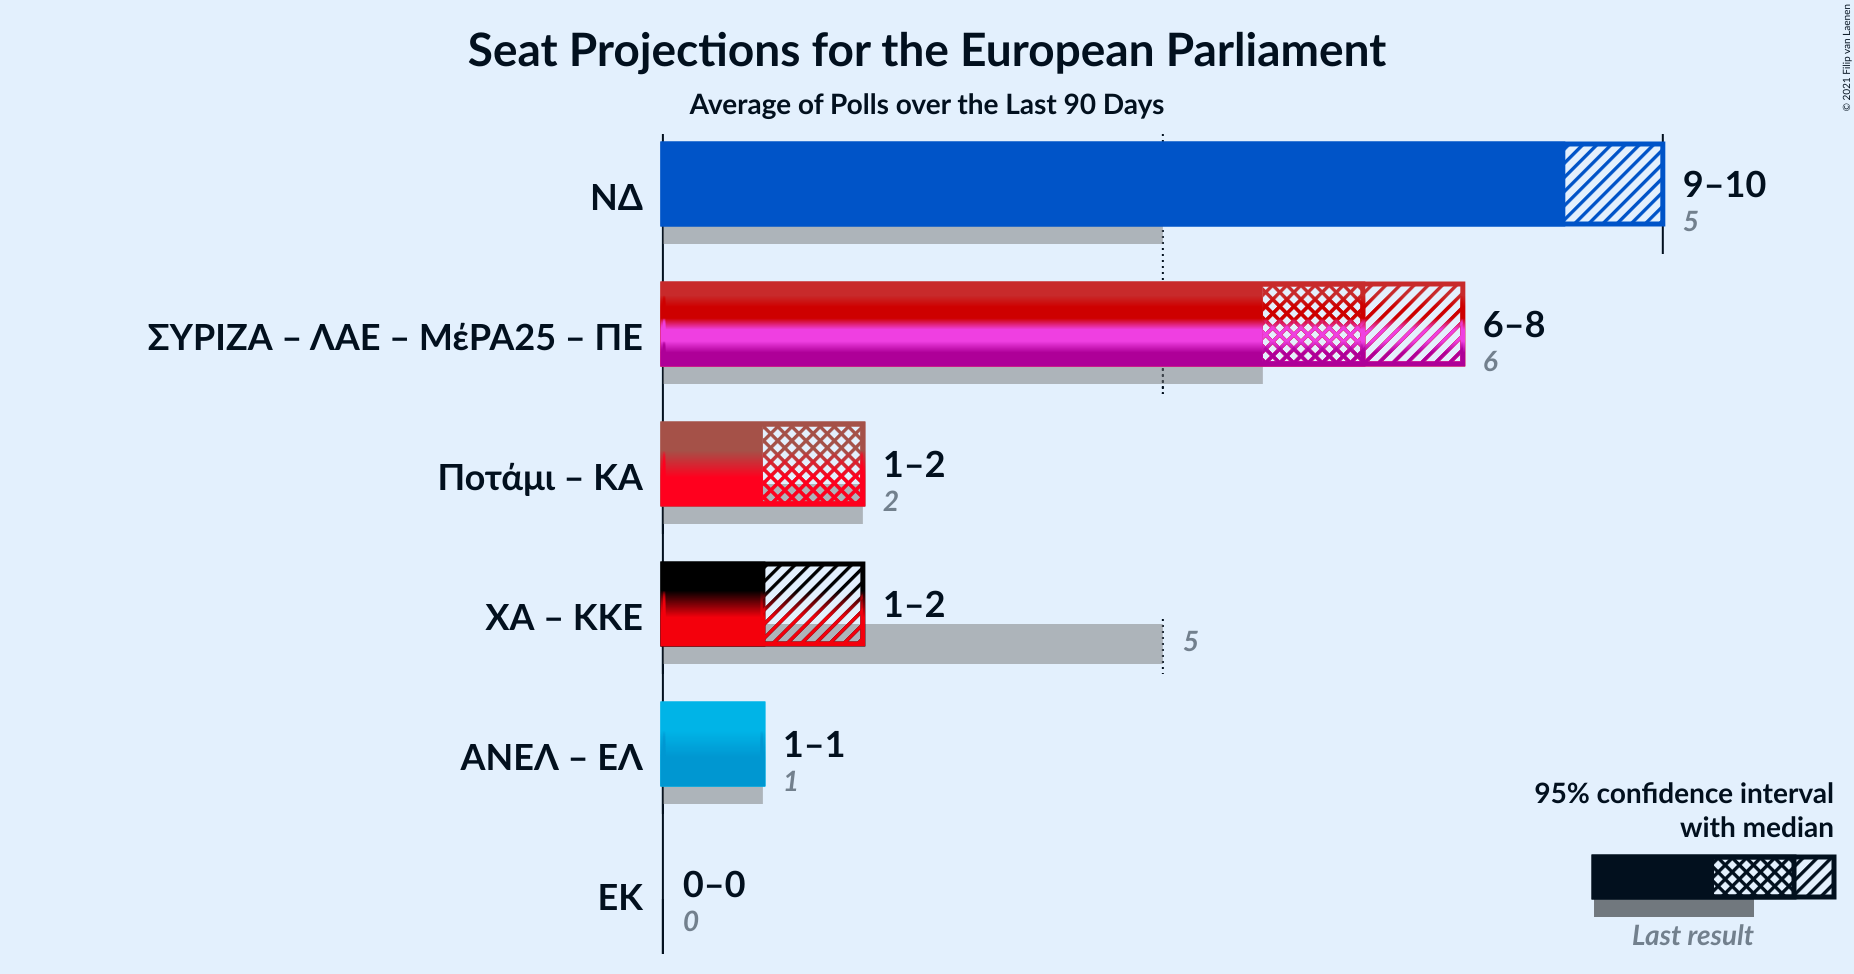 Seat Projections for the European Parliament
Average of Polls over the Last 90 Days
© 2021 Filip van Laenen
ΝΔ
9–10
5
ΣΥΡΙΖΑ – ΛΑΕ – ΜέΡΑ25 – ΠΕ
6–8
6
Ποτάμι – ΚΑ
1–2
2
ΧΑ – ΚΚΕ
1–2
5
ΑΝΕΛ – ΕΛ
1–1
1
ΕΚ
0–0
0
95% confidence interval
with median
Last result